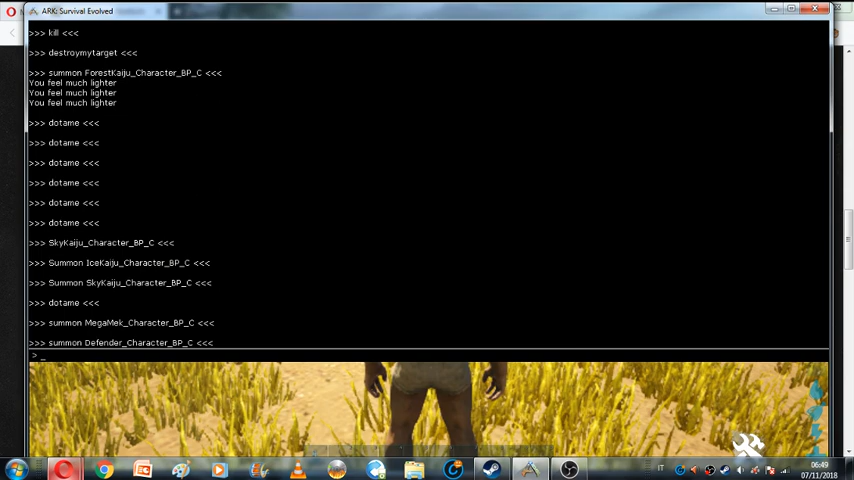 ARK: Survival Evolved
>>> kill <<<
>>> destroymytarget <<<
>>> summon ForestKaiju_Character_BP_C <<<
You feel much lighter
You feel much lighter
You feel much lighter
>>> dotame <<<
>>> dotame <<<
>>> dotame <<<
>>> dotame <<<
>>> dotame <<<
>>> dotame <<<
>>> SkyKaiju_Character_BP_C <<<
>>> Summon IceKaiju_Character_BP_C <<<
>>> Summon SkyKaiju_Character_BP_C <<<
>>> dotame <<<
>>> summon MegaMek_Character_BP_C <<<
>>> summon Defender_Character_BP_C <<<
> _
IT
06:49
07/11/2018